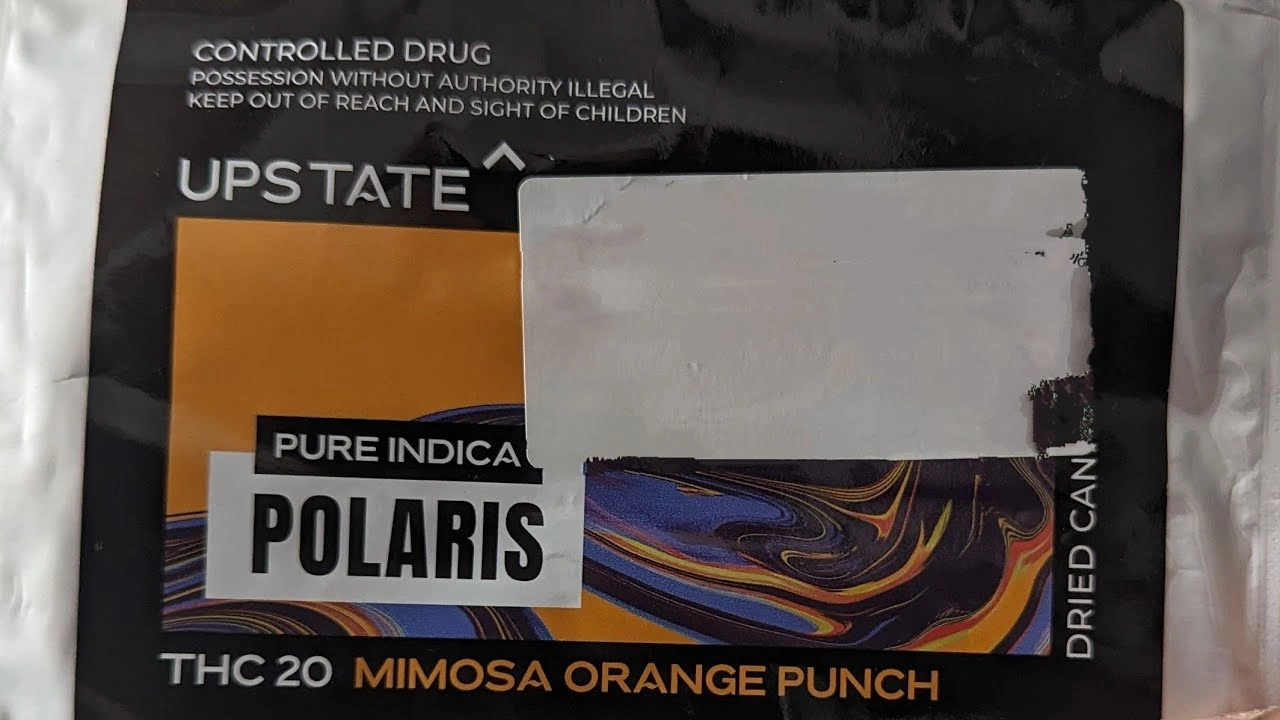 CONTROLLED DRUG
POSSESSION WITHOUT AUTHORITY ILLEGAL
KEEP OUT OF REACH AND SIGHT OF CHILDREN
UPSTATE
PURE INDICA
POLARIS
DRIED CAN
THC 20 MIMOSA ORANGE PUNCH